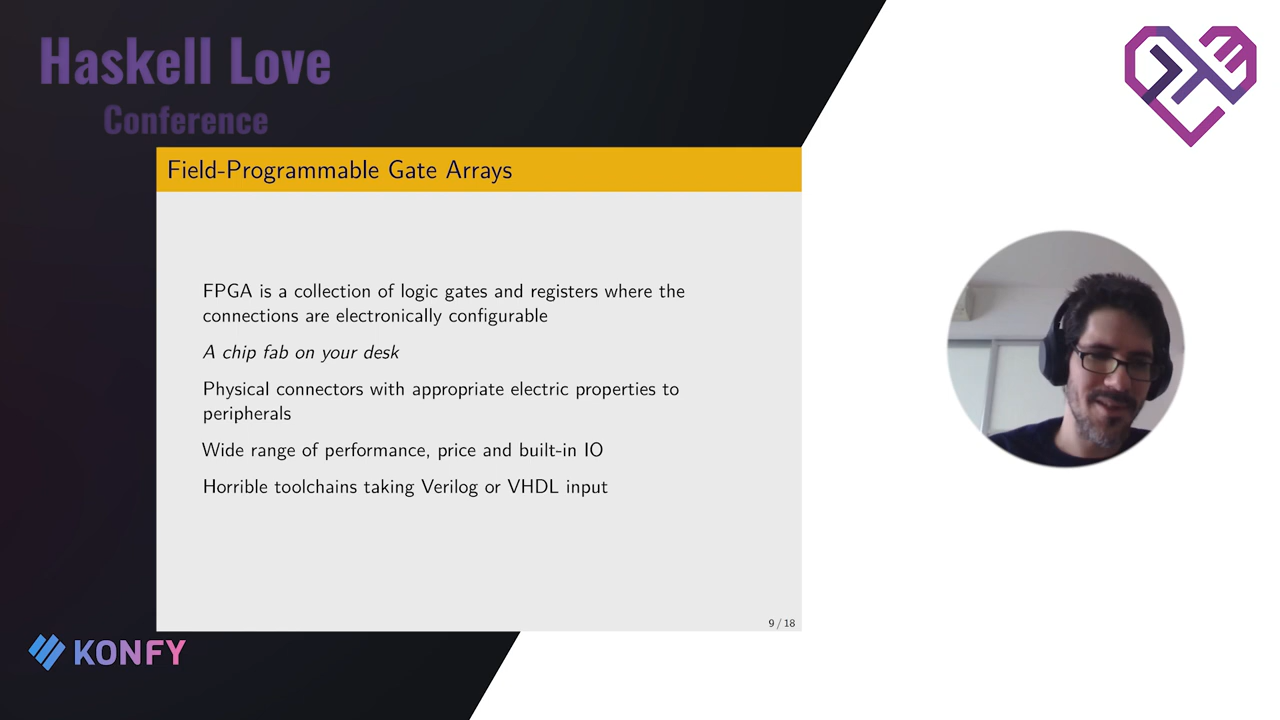 Haskell Love
Conference
Field-Programmable Gate Arrays
FPGA is a collection of logic gates and registers where the
connections are electronically configurable
A chip fab on your desk
Physical connectors with appropriate electric properties to
peripherals
Wide range of performance, price and built-in IO
Horrible toolchains taking Verilog or VHDL input
9 / 18
KONFY